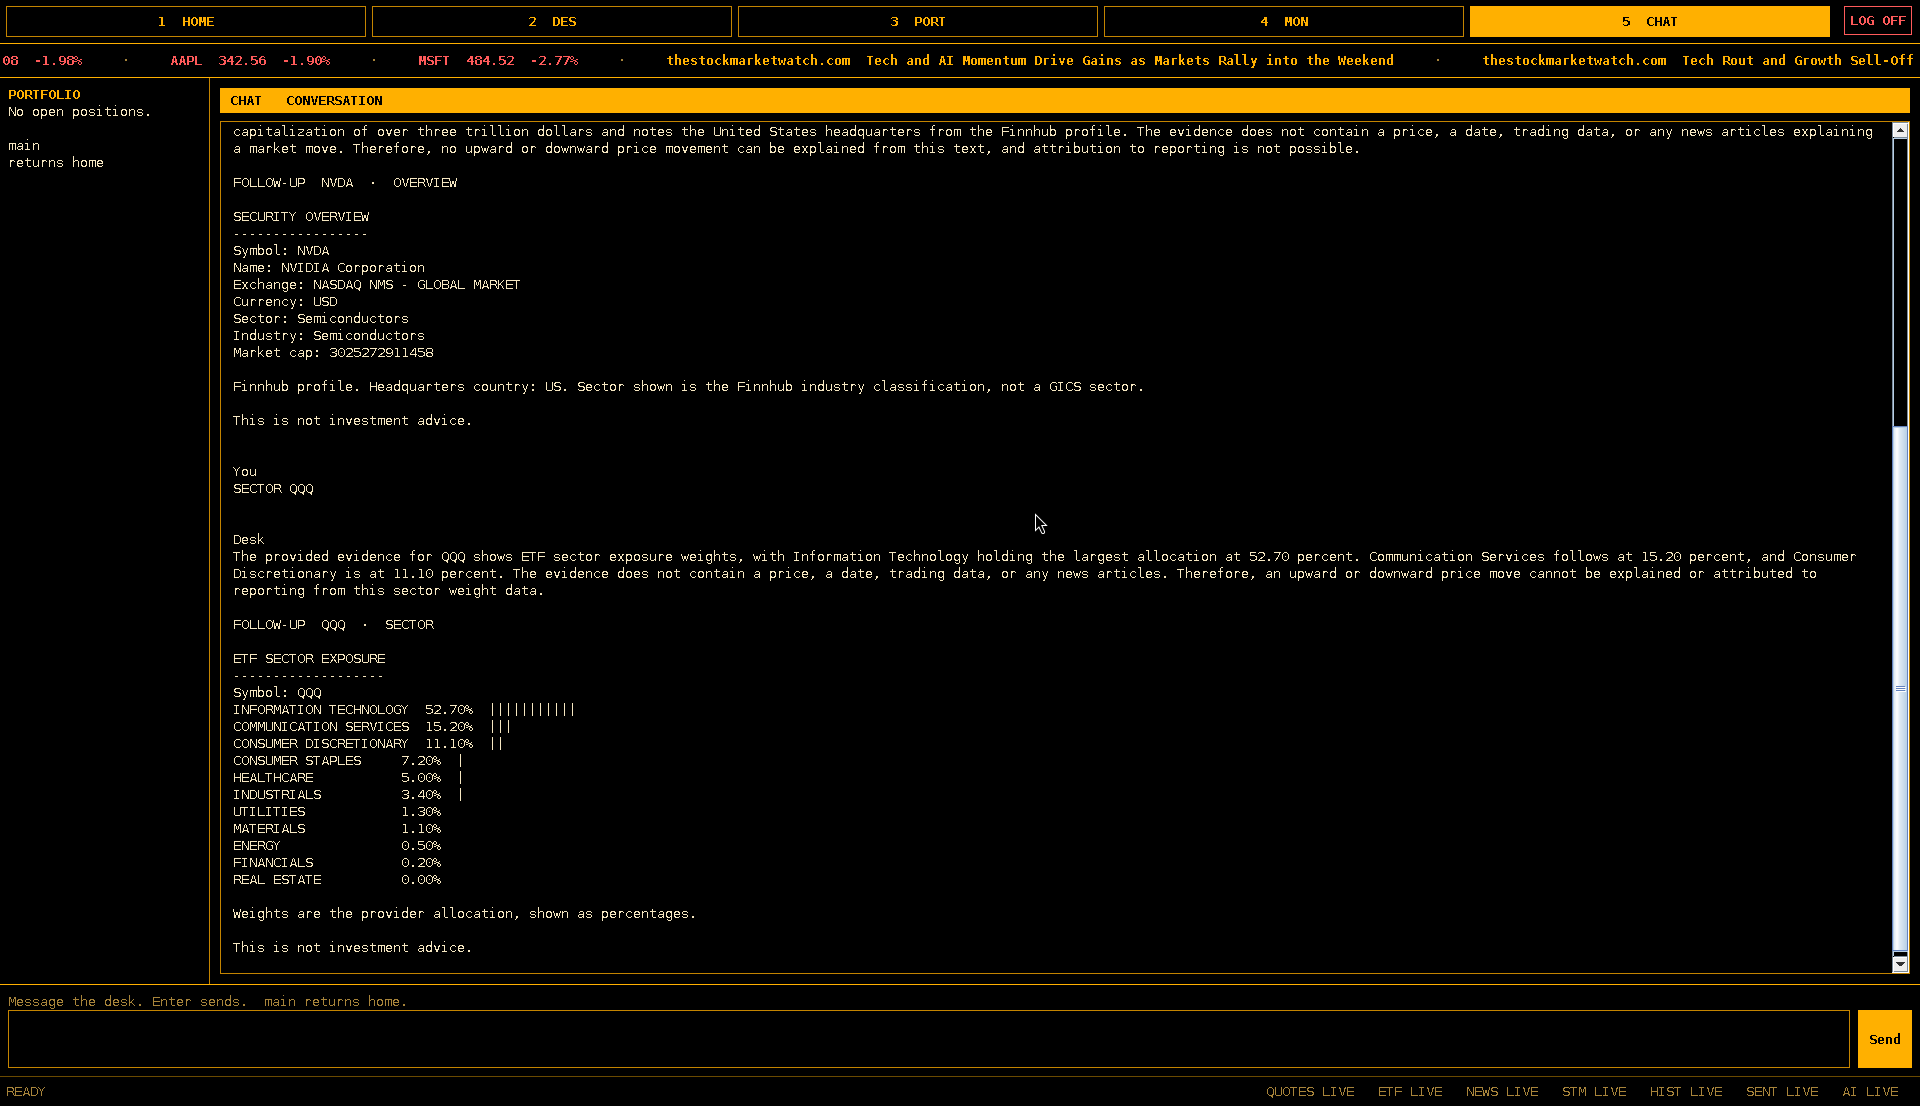 1 HOME
2 DES
3 PORT
4 MON
5 CHAT
LOG OFF
08 -1.98% · AAPL 342.56 -1.90% · MSFT 484.52 -2.77% · thestockmarketwatch.com Tech and AI Momentum Drive Gains as Markets Rally into the Weekend · thestockmarketwatch.com Tech Rout and Growth Sell-Off
PORTFOLIO
No open positions.
main
returns home
CHAT CONVERSATION
capitalization of over three trillion dollars and notes the United States headquarters from the Finnhub profile. The evidence does not contain a price, a date, trading data, or any news articles explaining
a market move. Therefore, no upward or downward price movement can be explained from this text, and attribution to reporting is not possible.
FOLLOW-UP NVDA · OVERVIEW
SECURITY OVERVIEW
-----------------
Symbol: NVDA
Name: NVIDIA Corporation
Exchange: NASDAQ NMS - GLOBAL MARKET
Currency: USD
Sector: Semiconductors
Industry: Semiconductors
Market cap: 3025272911458
Finnhub profile. Headquarters country: US. Sector shown is the Finnhub industry classification, not a GICS sector.
This is not investment advice.
You
SECTOR QQQ
Desk
The provided evidence for QQQ shows ETF sector exposure weights, with Information Technology holding the largest allocation at 52.70 percent. Communication Services follows at 15.20 percent, and Consumer
Discretionary is at 11.10 percent. The evidence does not contain a price, a date, trading data, or any news articles. Therefore, an upward or downward price move cannot be explained or attributed to
reporting from this sector weight data.
FOLLOW-UP QQQ · SECTOR
ETF SECTOR EXPOSURE
-------------------
Symbol: QQQ
INFORMATION TECHNOLOGY 52.70% |||||||||||
COMMUNICATION SERVICES 15.20% |||
CONSUMER DISCRETIONARY 11.10% ||
CONSUMER STAPLES 7.20% |
HEALTHCARE 5.00% |
INDUSTRIALS 3.40% |
UTILITIES 1.30%
MATERIALS 1.10%
ENERGY 0.50%
FINANCIALS 0.20%
REAL ESTATE 0.00%
Weights are the provider allocation, shown as percentages.
This is not investment advice.
Message the desk. Enter sends. main returns home.
Send
READY
QUOTES LIVE ETF LIVE NEWS LIVE STM LIVE HIST LIVE SENT LIVE AI LIVE